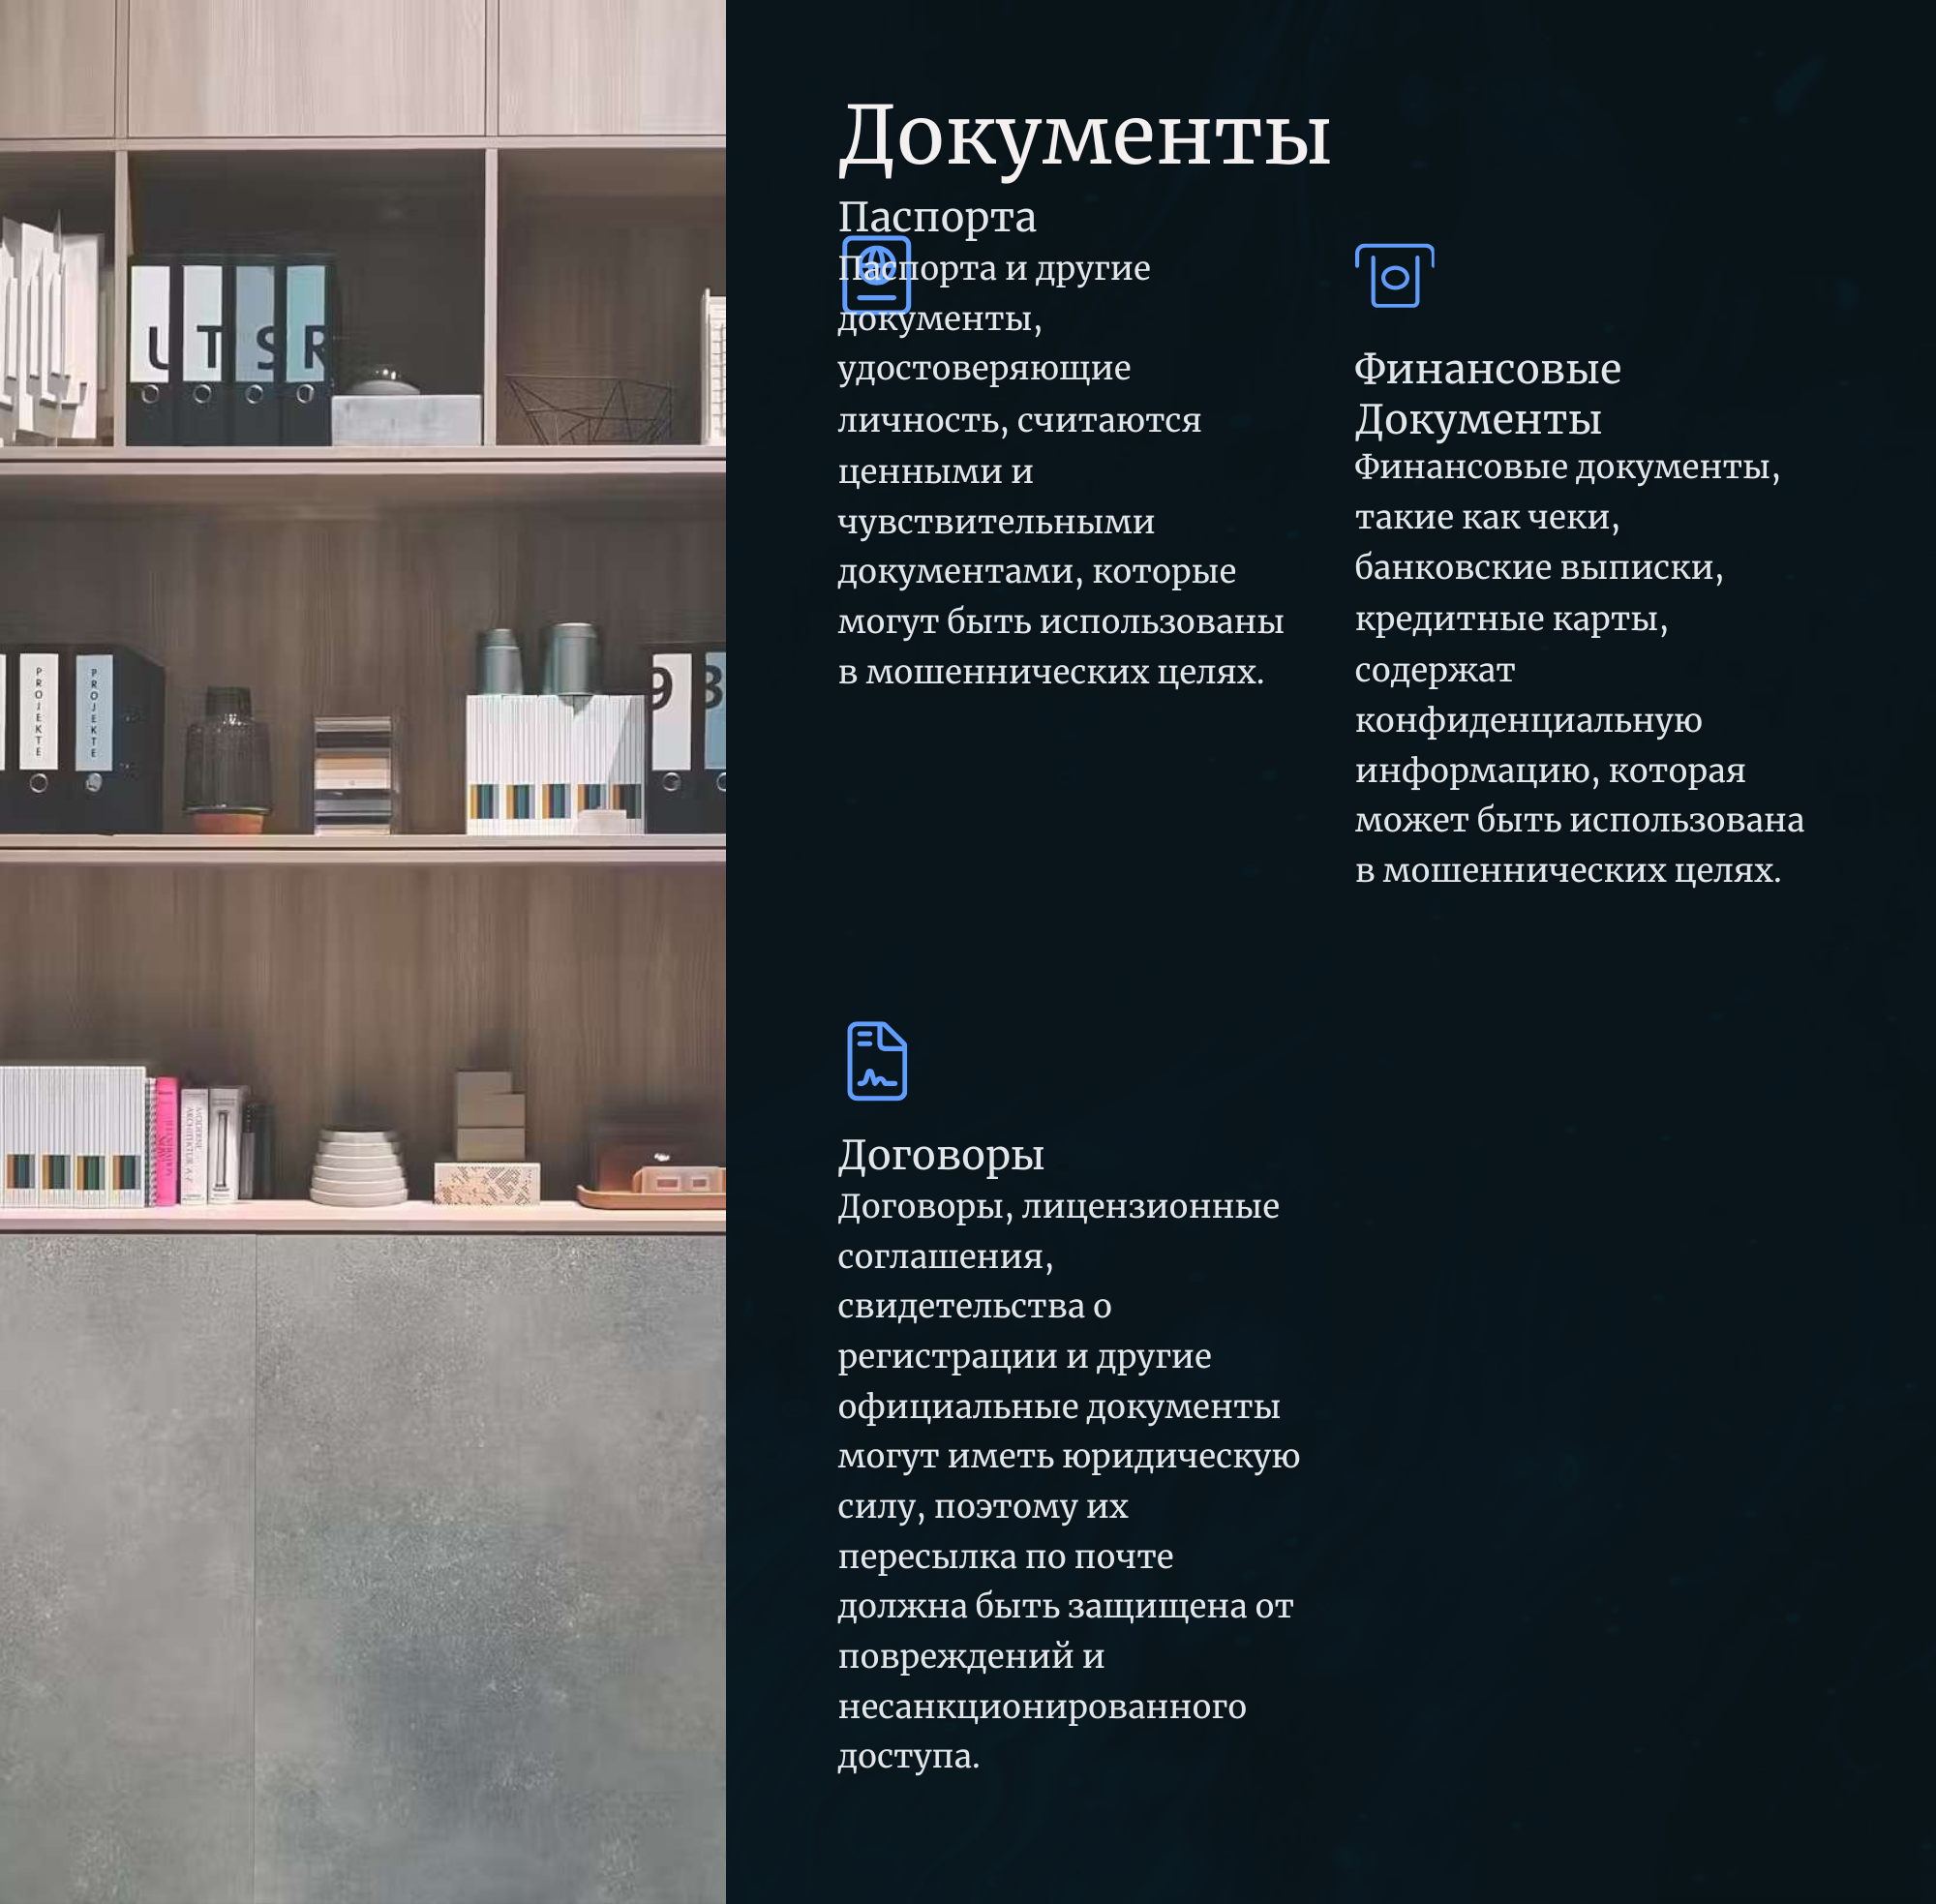 Документы
Паспорта
Паспорта и другие
документы,
удостоверяющие
личность, считаются
ценными и
чувствительными
документами, которые
могут быть использованы
в мошеннических целях.
Финансовые
Документы
Финансовые документы,
такие как чеки,
банковские выписки,
кредитные карты,
содержат
конфиденциальную
информацию, которая
может быть использована
в мошеннических целях.
Договоры
Договоры, лицензионные
соглашения,
свидетельства о
регистрации и другие
официальные документы
могут иметь юридическую
силу, поэтому их
пересылка по почте
должна быть защищена от
повреждений и
несанкционированного
доступа.
U T S R
PROJEKTE
PROJEKTE
9 8